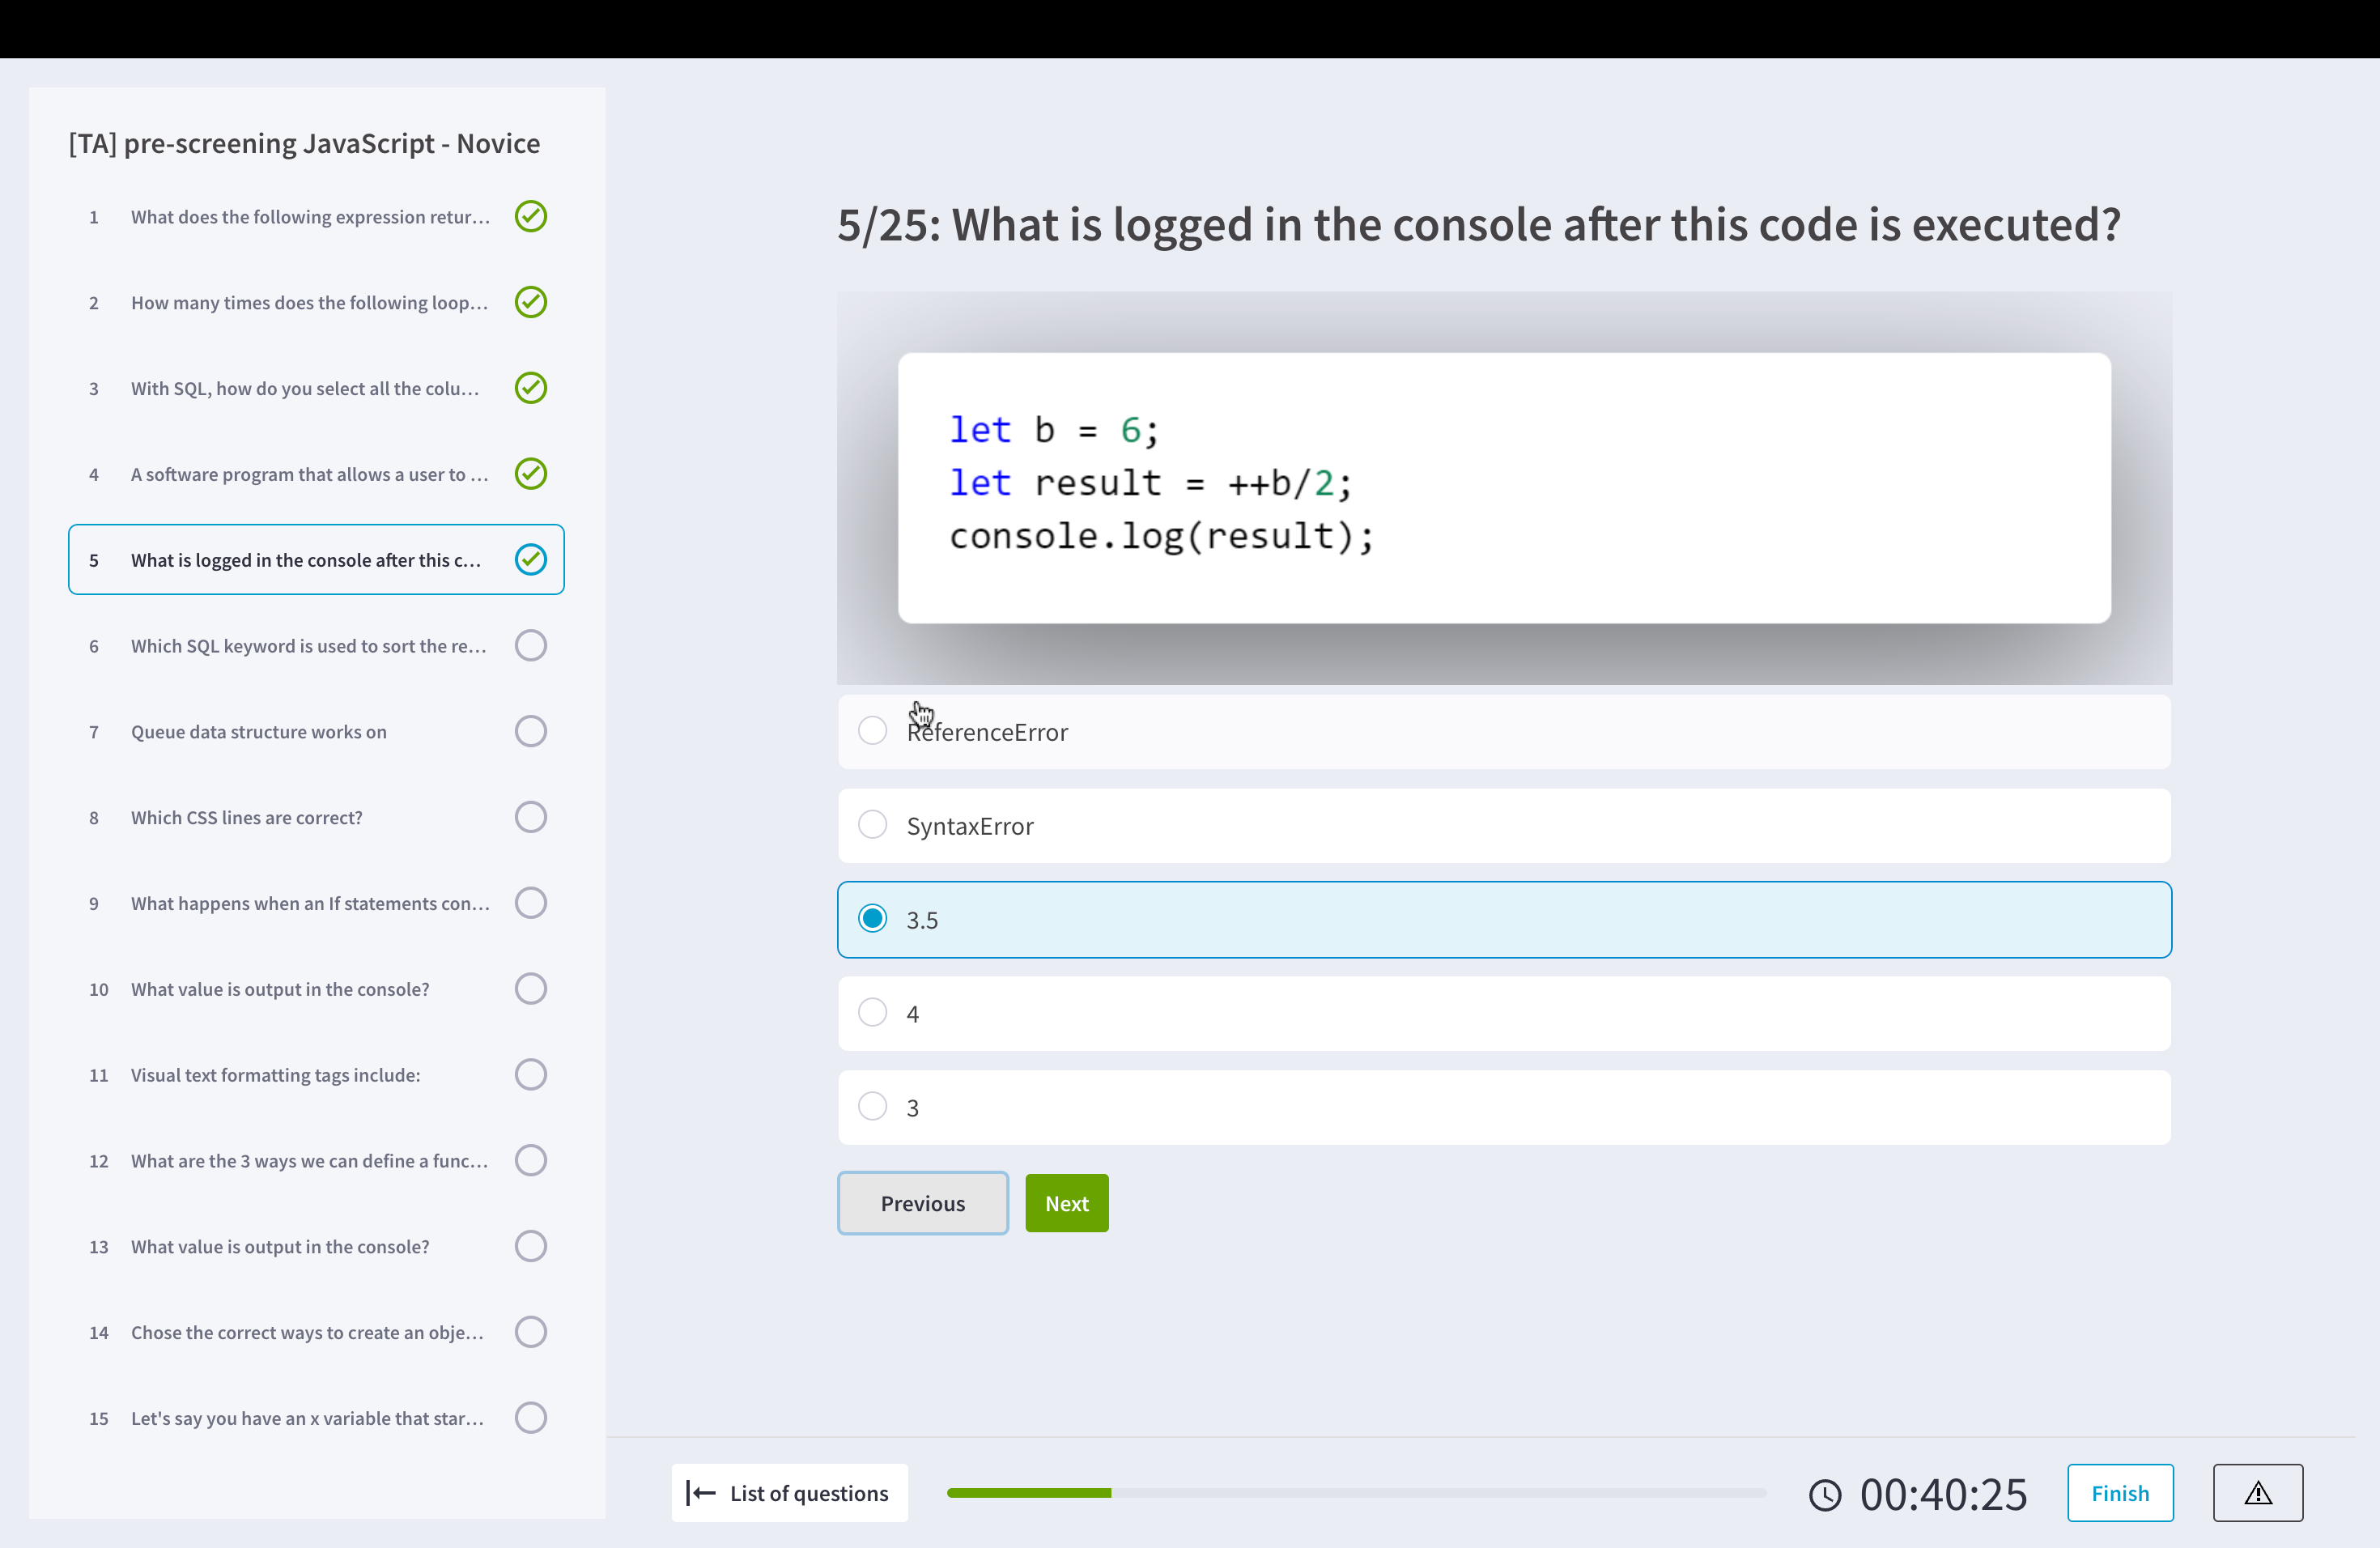 [TA] pre-screening JavaScript - Novice
1 What does the following expression retur...
2 How many times does the following loop...
3 With SQL, how do you select all the colu...
4 A software program that allows a user to ...
5 What is logged in the console after this c...
6 Which SQL keyword is used to sort the re...
7 Queue data structure works on
8 Which CSS lines are correct?
9 What happens when an If statements con...
10 What value is output in the console?
11 Visual text formatting tags include:
12 What are the 3 ways we can define a func...
13 What value is output in the console?
14 Chose the correct ways to create an obje...
15 Let's say you have an x variable that star...
5/25: What is logged in the console after this code is executed?
let b = 6;
let result = ++b/2;
console.log(result);
ReferenceError
SyntaxError
3.5
4
3
Previous Next
List of questions 00:40:25 Finish